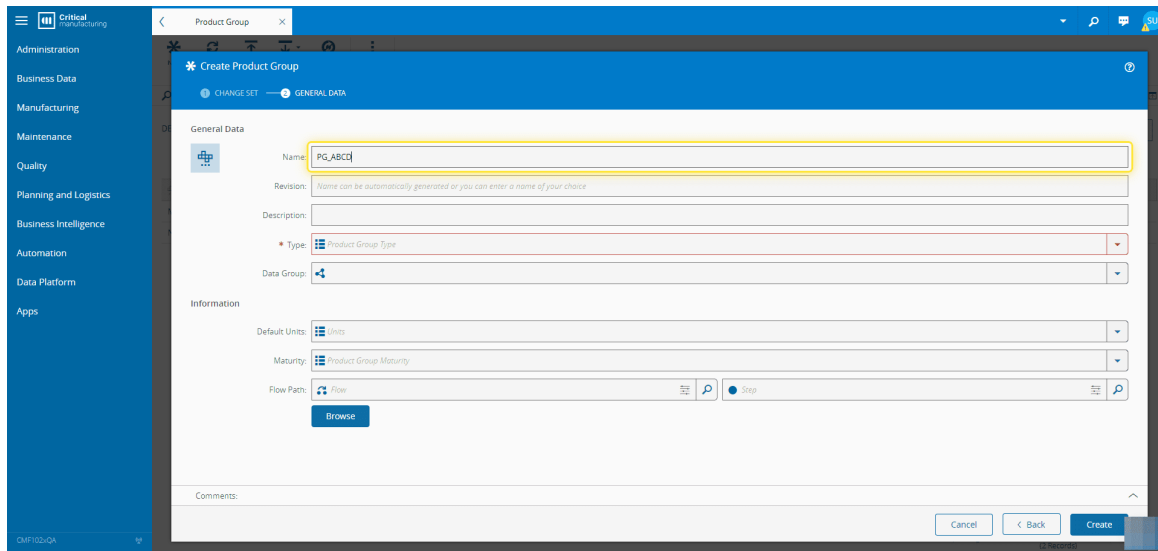 Critical
manufacturing
Product Group
SU
Administration
Business Data
Manufacturing
Maintenance
Quality
Planning and Logistics
Business Intelligence
Automation
Data Platform
Apps
CMF102xQA
Create Product Group
1 CHANGE SET 2 GENERAL DATA
General Data
Name: PG_ABCD
Revision: Name can be automatically generated or you can enter a name of your choice
Description:
* Type: Product Group Type
Data Group:
Information
Default Units: Units
Maturity: Product Group Maturity
Flow Path: Flow Step
Browse
Comments:
Cancel < Back Create